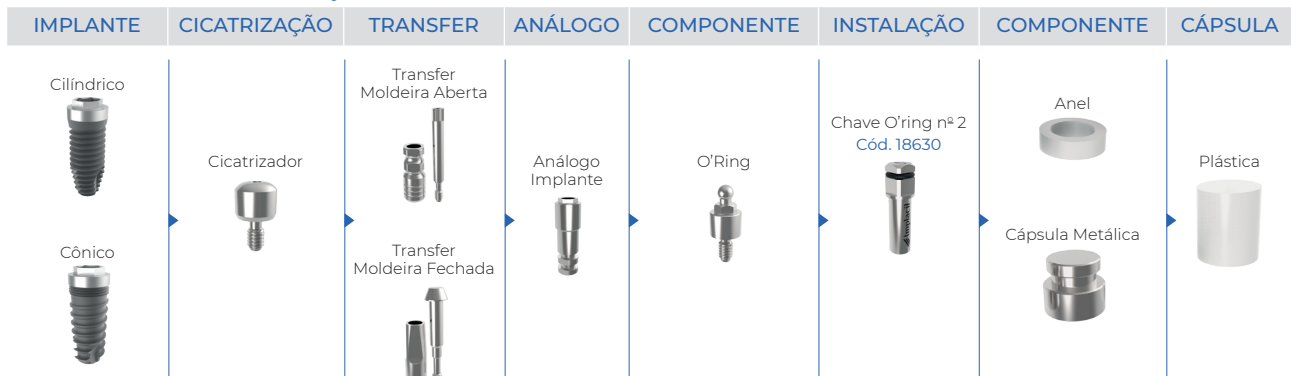 IMPLANTE
CICATRIZAÇÃO
TRANSFER
ANÁLOGO
COMPONENTE
INSTALAÇÃO
COMPONENTE
CÁPSULA
Cilíndrico
Cônico
Cicatrizador
Transfer
Moldeira Aberta
Transfer
Moldeira Fechada
Análogo
Implante
O'Ring
Chave O'ring nº 2
Cód. 18630
Implacil
Anel
Cápsula Metálica
Plástica